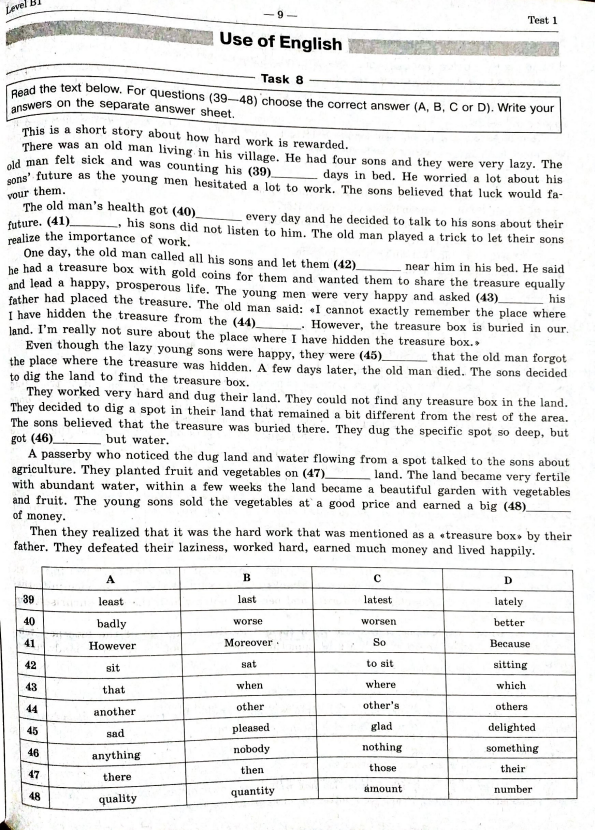 Level B1
— 9 —
Test 1
Use of English
Task 8
Read the text below. For questions (39—48) choose the correct answer (A, B, C or D). Write your
answers on the separate answer sheet.
This is a short story about how hard work is rewarded.
There was an old man living in his village. He had four sons and they were very lazy. The
old man felt sick and was counting his (39)________ days in bed. He worried a lot about his
sons' future as the young men hesitated a lot to work. The sons believed that luck would fa-
vour them.
The old man's health got (40)________ every day and he decided to talk to his sons about their
future. (41)________, his sons did not listen to him. The old man played a trick to let their sons
realize the importance of work.
One day, the old man called all his sons and let them (42)________ near him in his bed. He said
he had a treasure box with gold coins for them and wanted them to share the treasure equally
and lead a happy, prosperous life. The young men were very happy and asked (43)________ his
father had placed the treasure. The old man said: «I cannot exactly remember the place where
I have hidden the treasure from the (44)________. However, the treasure box is buried in our
land. I'm really not sure about the place where I have hidden the treasure box.»
Even though the lazy young sons were happy, they were (45)________ that the old man forgot
the place where the treasure was hidden. A few days later, the old man died. The sons decided
to dig the land to find the treasure box.
They worked very hard and dug their land. They could not find any treasure box in the land.
They decided to dig a spot in their land that remained a bit different from the rest of the area.
The sons believed that the treasure was buried there. They dug the specific spot so deep, but
got (46)________ but water.
A passerby who noticed the dug land and water flowing from a spot talked to the sons about
agriculture. They planted fruit and vegetables on (47)________ land. The land became very fertile
with abundant water, within a few weeks the land became a beautiful garden with vegetables
and fruit. The young sons sold the vegetables at a good price and earned a big (48)________
of money.
Then they realized that it was the hard work that was mentioned as a «treasure box» by their
father. They defeated their laziness, worked hard, earned much money and lived happily.
A B C D
39 least last latest lately
40 badly worse worsen better
41 However Moreover So Because
42 sit sat to sit sitting
43 that when where which
44 another other other's others
45 sad pleased glad delighted
46 anything nobody nothing something
47 there then those their
48 quality quantity amount number